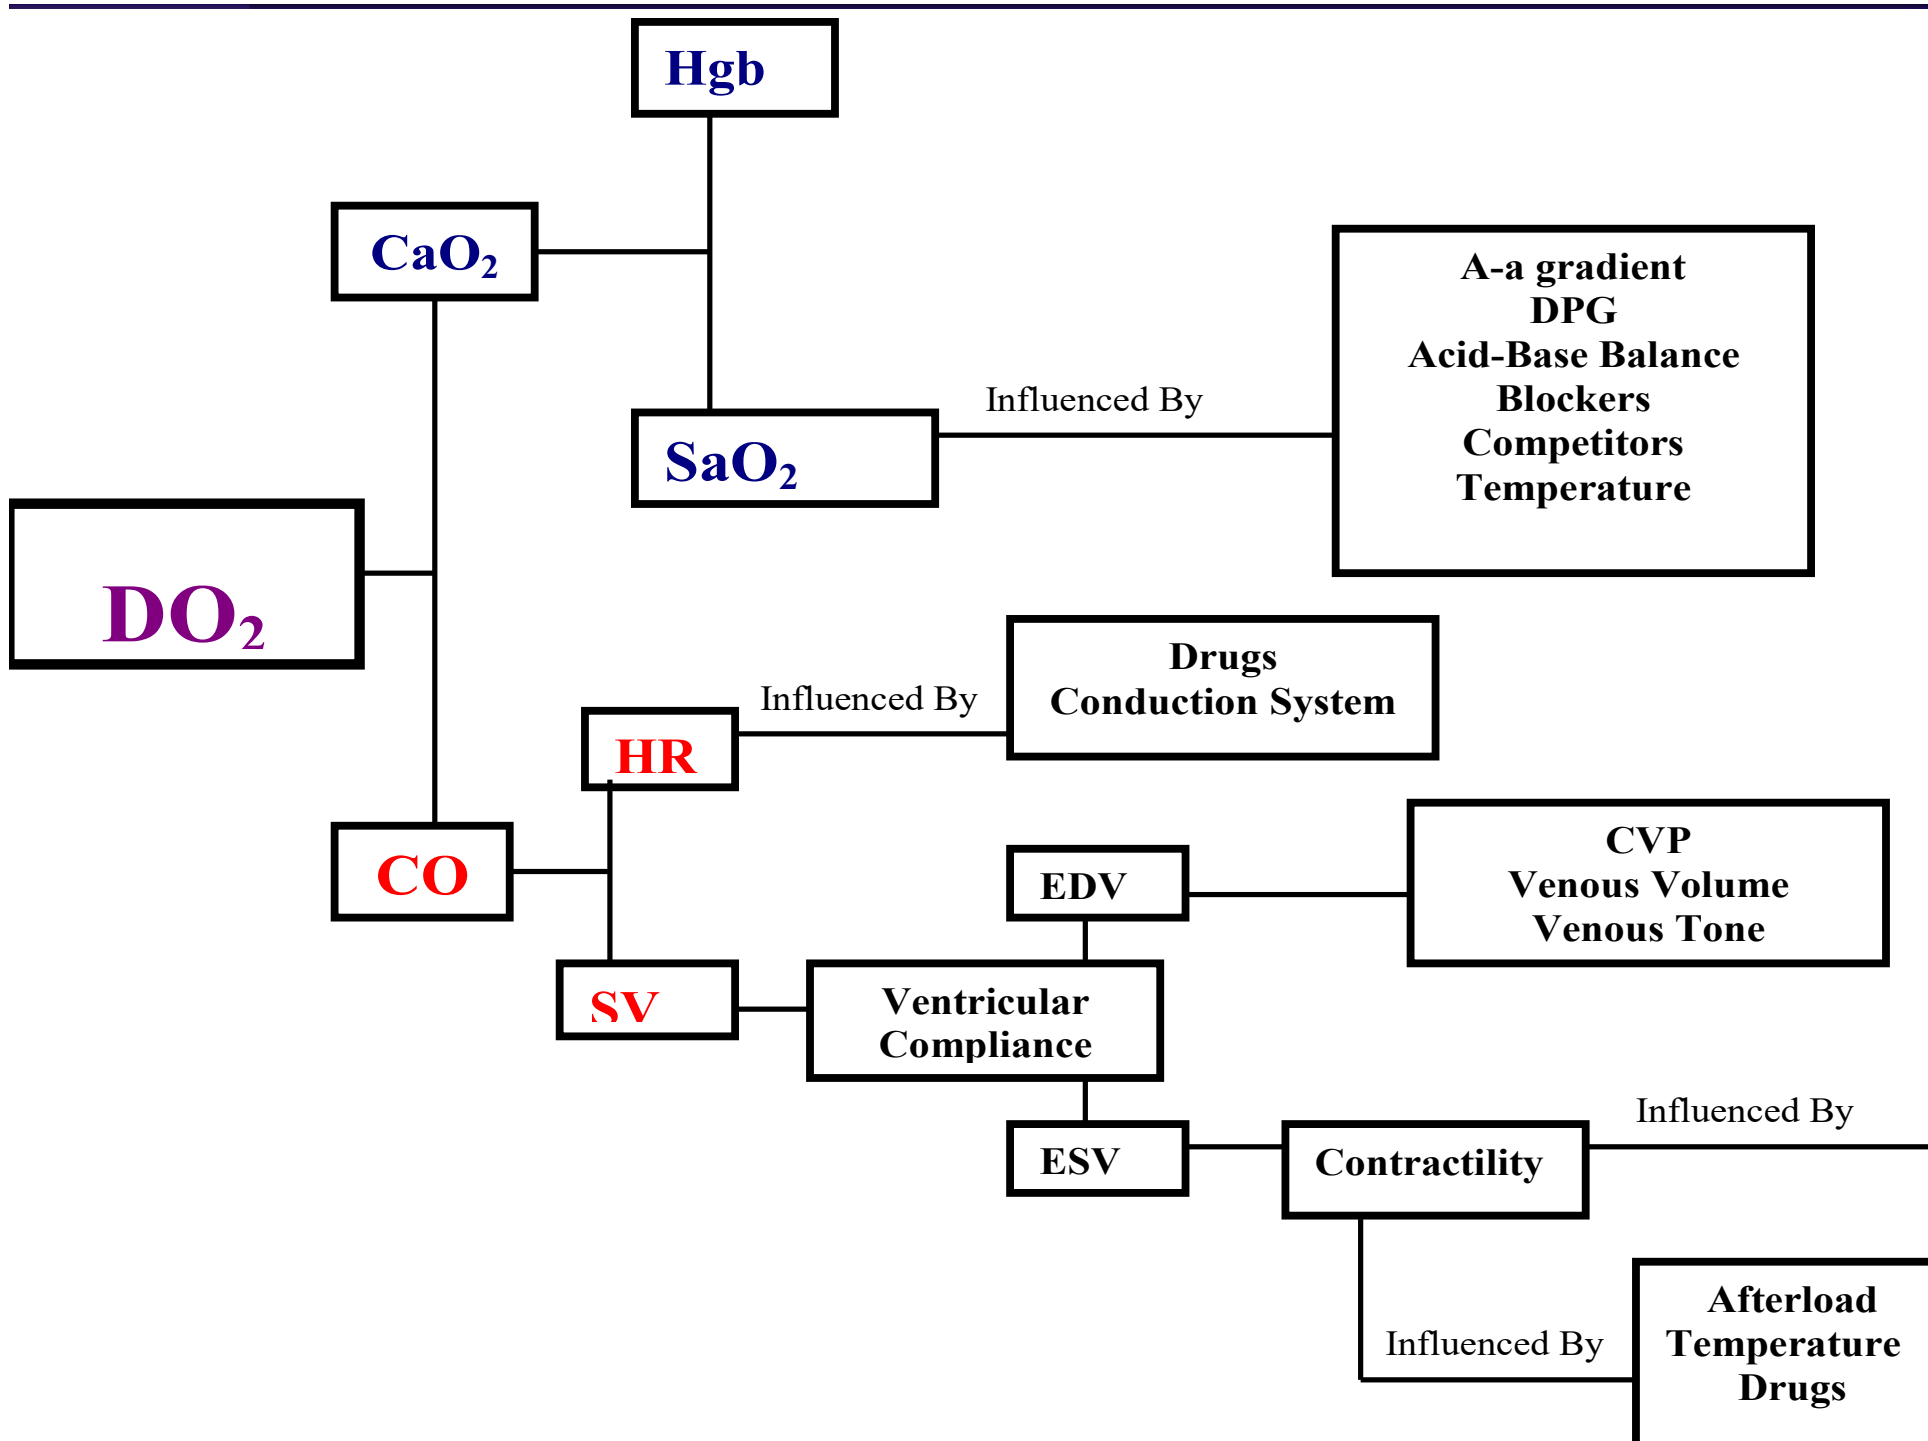 Hgb
CaO₂
A-a gradient
DPG
Acid-Base Balance
Blockers
Competitors
Temperature
Influenced By
SaO₂
DO₂
Drugs
Conduction System
Influenced By
HR
CO
EDV
CVP
Venous Volume
Venous Tone
SV
Ventricular
Compliance
ESV
Contractility
Influenced By
Influenced By
Afterload
Temperature
Drugs